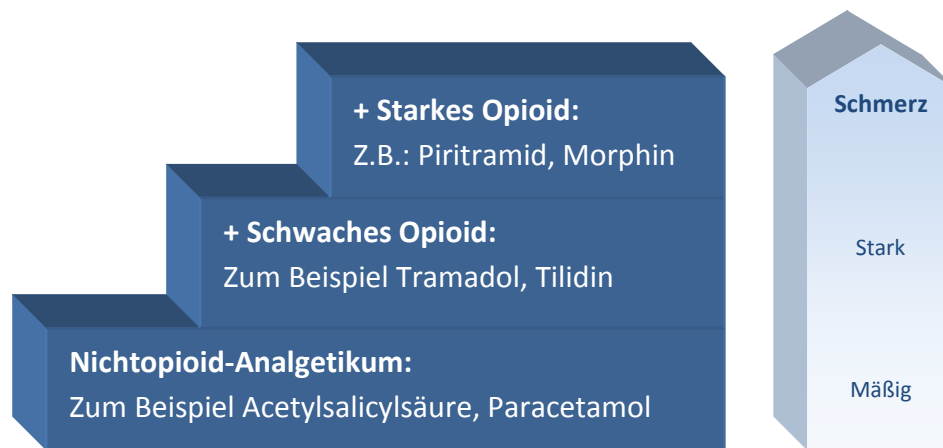 + Starkes Opioid:
Z.B.: Piritramid, Morphin
+ Schwaches Opioid:
Zum Beispiel Tramadol, Tilidin
Nichtopioid-Analgetikum:
Zum Beispiel Acetylsalicylsäure, Paracetamol
Schmerz
Stark
Mäßig